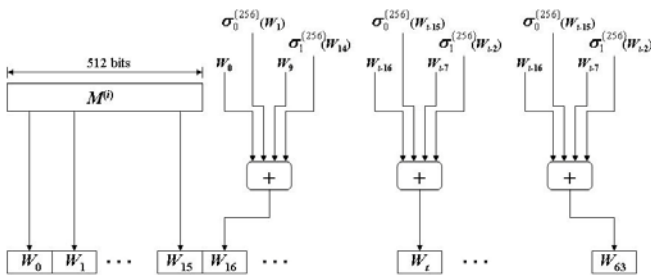 σ₀^{256}(W₁) σ₀^{256}(Wₜ₋₁₅) σ₀^{256}(Wₜ₋₁₅)
σ₁^{256}(W₁₄) σ₁^{256}(Wₜ₋₂) σ₁^{256}(Wₜ₋₂)
W₀ W₉ Wₜ₋₁₆ Wₜ₋₇ Wₜ₋₁₆ Wₜ₋₇
512 bits
M⁽ⁱ⁾
+ + +
W₀ W₁ ··· W₁₅ W₁₆ ··· Wₜ ··· W₆₃